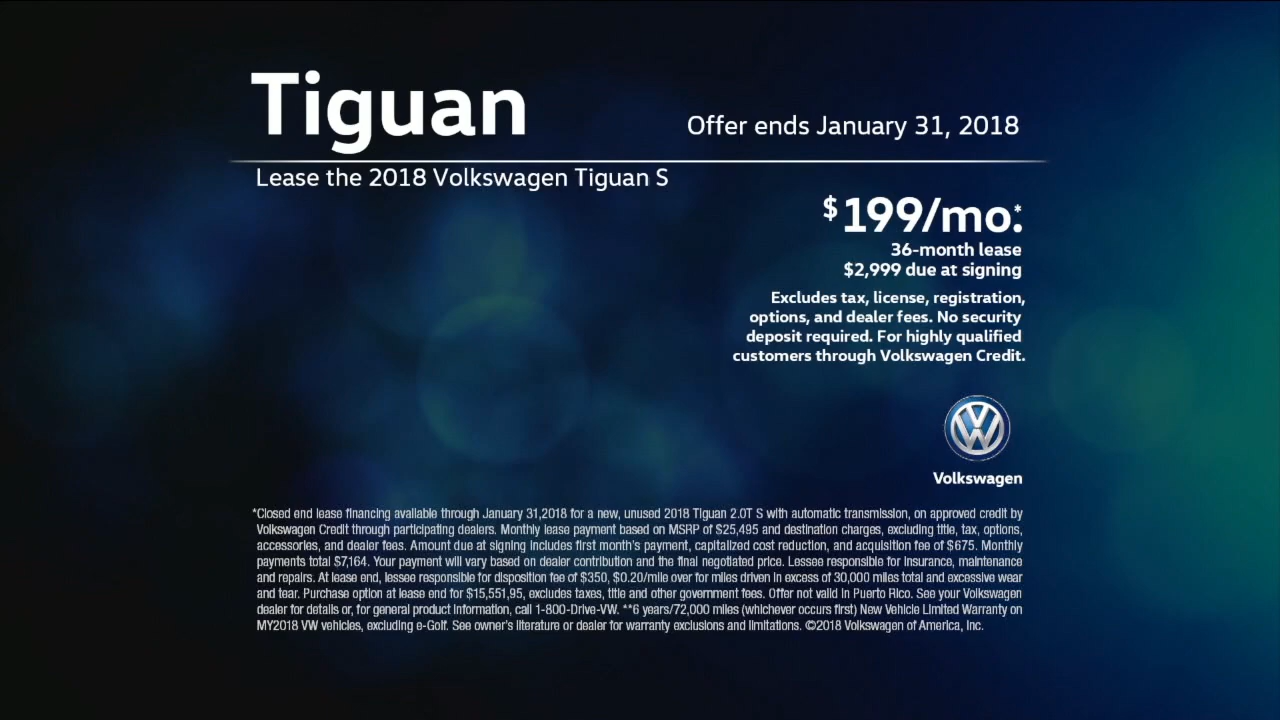 Tiguan
Offer ends January 31, 2018
Lease the 2018 Volkswagen Tiguan S
$199/mo.*
36-month lease
$2,999 due at signing
Excludes tax, license, registration,
options, and dealer fees. No security
deposit required. For highly qualified
customers through Volkswagen Credit.
Volkswagen
*Closed end lease financing available through January 31,2018 for a new, unused 2018 Tiguan 2.0T S with automatic transmission, on approved credit by
Volkswagen Credit through participating dealers. Monthly lease payment based on MSRP of $25,495 and destination charges, excluding title, tax, options,
accessories, and dealer fees. Amount due at signing includes first month's payment, capitalized cost reduction, and acquisition fee of $675. Monthly
payments total $7,164. Your payment will vary based on dealer contribution and the final negotiated price. Lessee responsible for insurance, maintenance
and repairs. At lease end, lessee responsible for disposition fee of $350, $0.20/mile over for miles driven in excess of 30,000 miles total and excessive wear
and tear. Purchase option at lease end for $15,551,95, excludes taxes, title and other government fees. Offer not valid in Puerto Rico. See your Volkswagen
dealer for details or, for general product information, call 1-800-Drive-VW. **6 years/72,000 miles (whichever occurs first) New Vehicle Limited Warranty on
MY2018 VW vehicles, excluding e-Golf. See owner's literature or dealer for warranty exclusions and limitations. ©2018 Volkswagen of America, Inc.